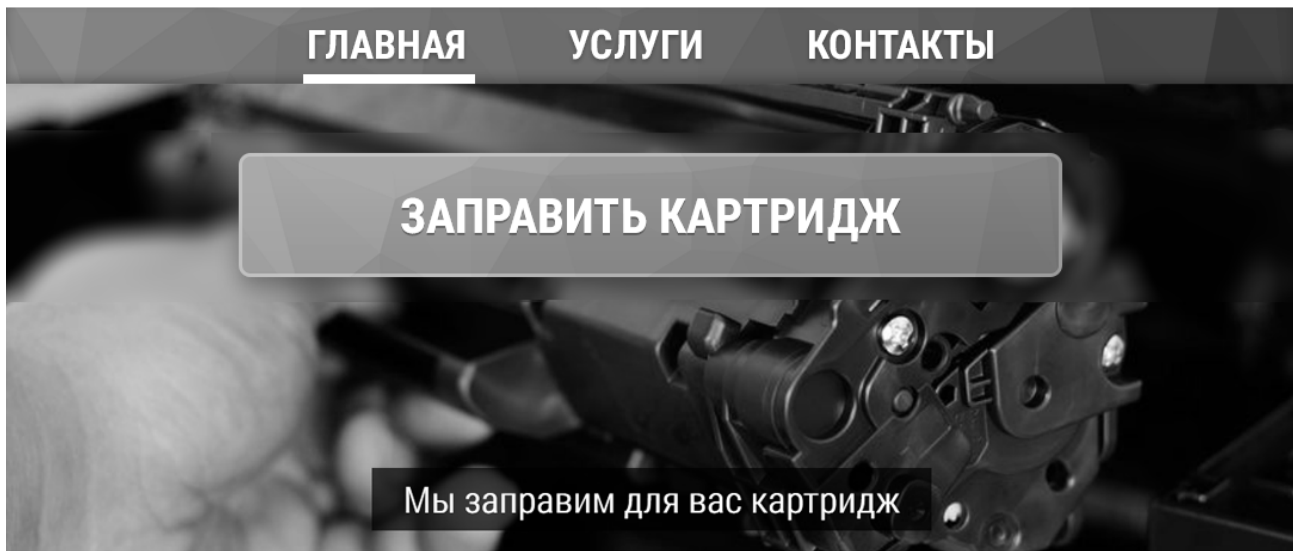 ГЛАВНАЯ УСЛУГИ КОНТАКТЫ
ЗАПРАВИТЬ КАРТРИДЖ
Мы заправим для вас картридж